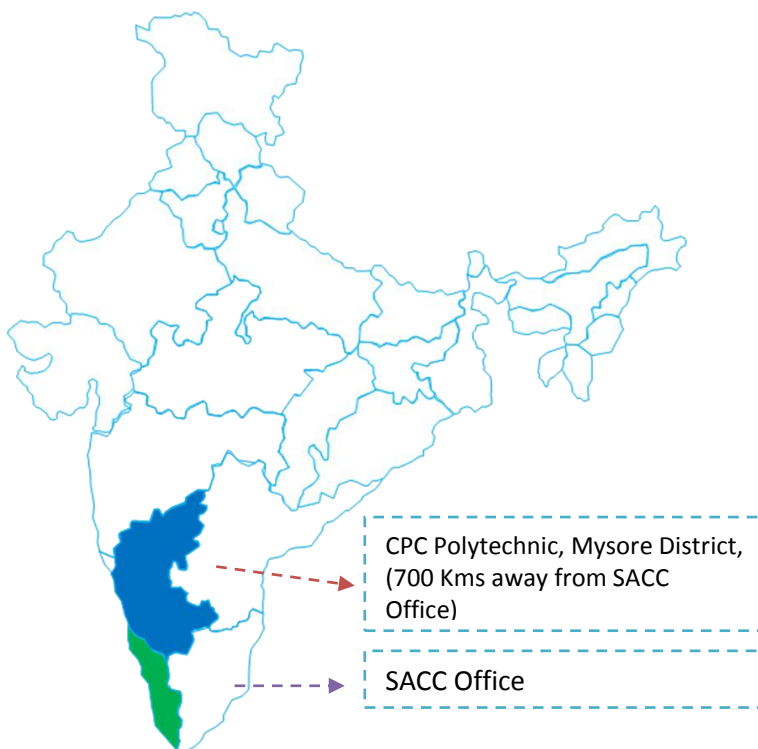 CPC Polytechnic, Mysore District,
(700 Kms away from SACC
Office)
SACC Office